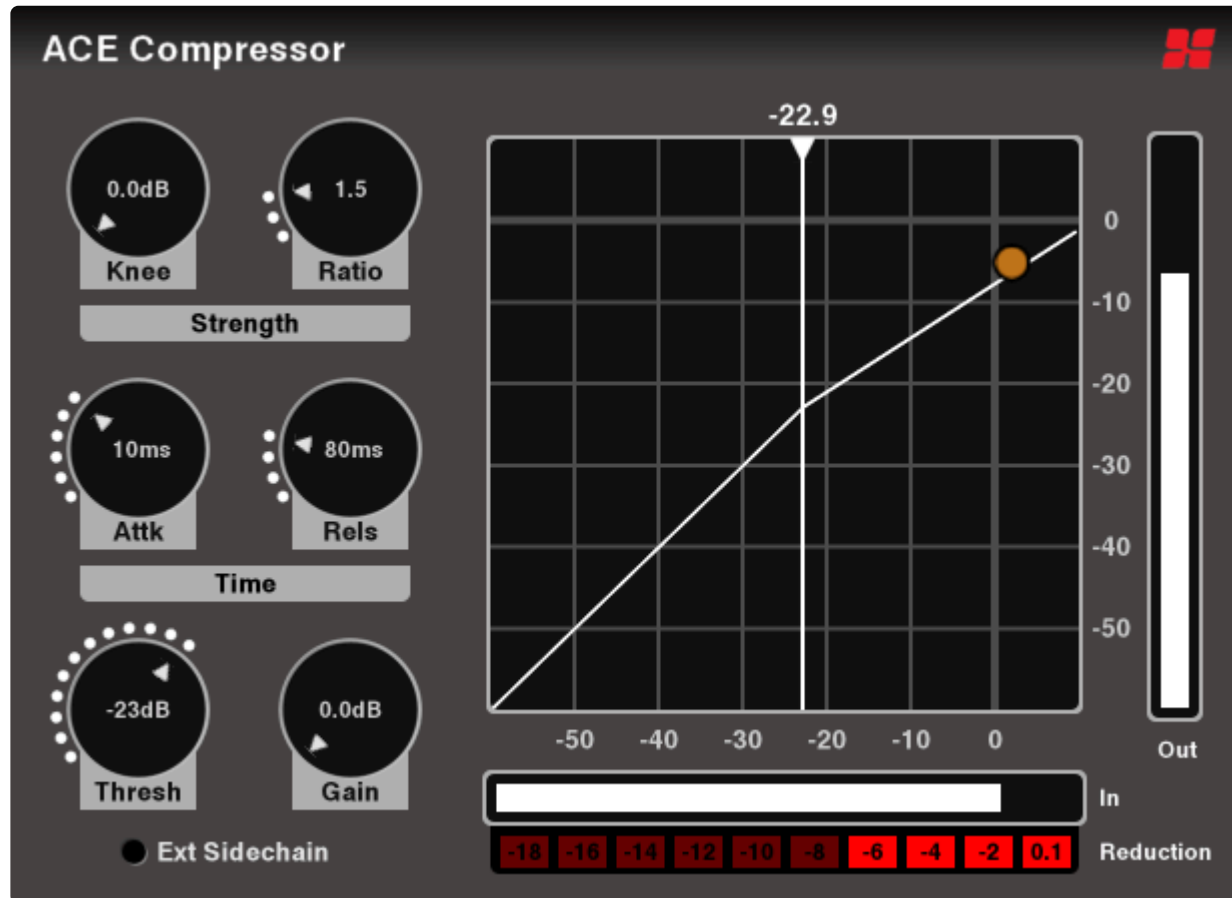 ACE Compressor
-22.9
0.0dB 1.5
Knee Ratio
Strength
10ms 80ms
Attk Rels
Time
-23dB 0.0dB
Thresh Gain
Ext Sidechain
0
-10
-20
-30
-40
-50
-50 -40 -30 -20 -10 0
Out
In
-18 -16 -14 -12 -10 -8 -6 -4 -2 0.1 Reduction